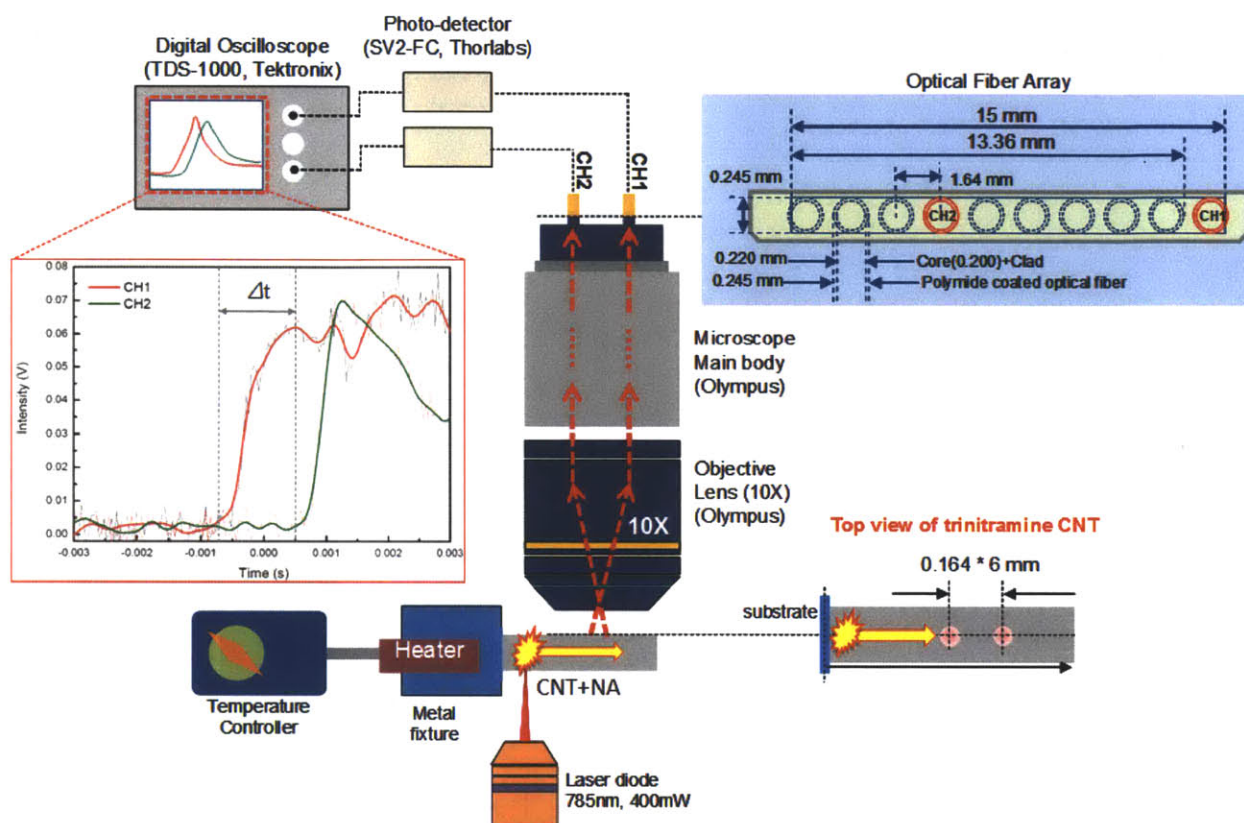 Photo-detector
(SV2-FC, Thorlabs)
Digital Oscilloscope
(TDS-1000, Tektronix)
Optical Fiber Array
15 mm
13.36 mm
1.64 mm
0.245 mm
CH2
CH1
CH2
CH1
0.220 mm
0.245 mm
Core(0.200)+Clad
Polymide coated optical fiber
0.08
0.07
0.06
0.05
0.04
0.03
0.02
0.01
0.00
Intensity (V)
CH1
CH2
Δt
-0.003
-0.002
-0.001
0.000
0.001
0.002
0.003
Time (s)
Microscope
Main body
(Olympus)
Objective
Lens (10X)
(Olympus)
10X
Top view of trinitramine CNT
0.164 * 6 mm
substrate
Heater
CNT+NA
Temperature
Controller
Metal
fixture
Laser diode
785nm, 400mW